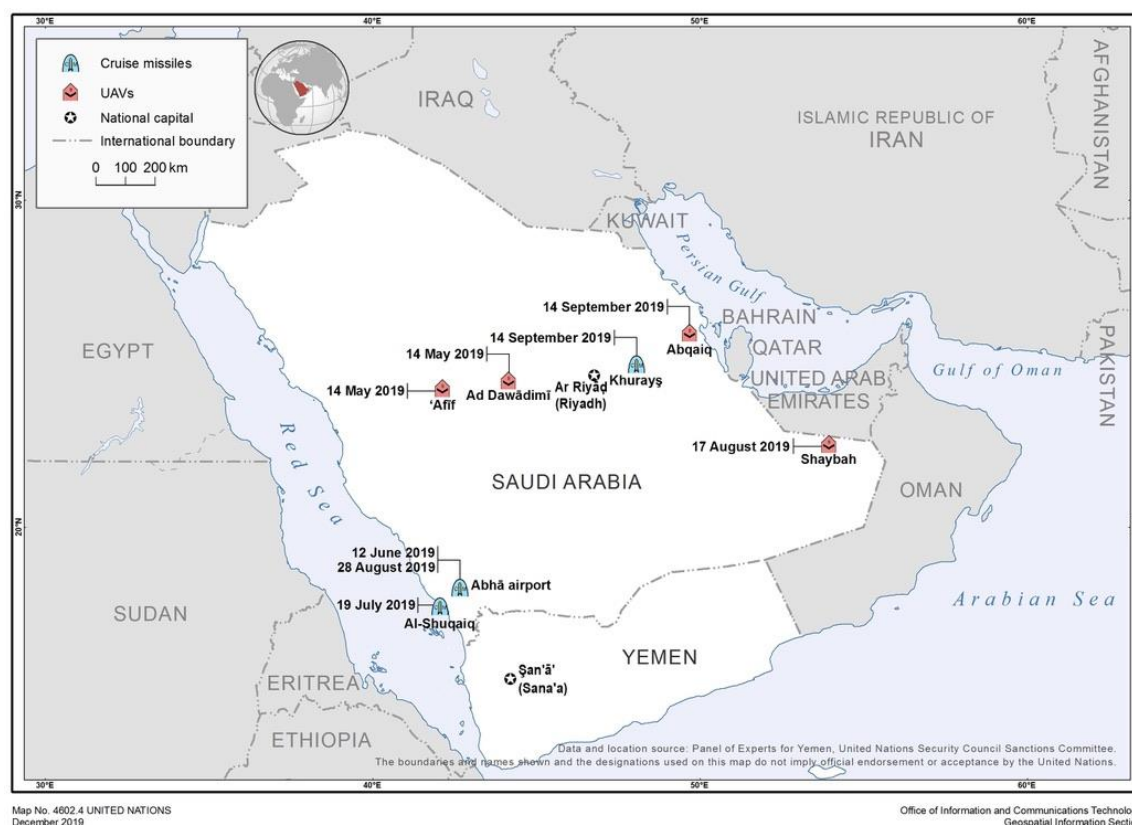 30°E
40°E
50°E
60°E
Cruise missiles
UAVs
National capital
International boundary
0 100 200 km
IRAQ
ISLAMIC REPUBLIC OF
IRAN
AFGHANISTAN
30°N
KUWAIT
Persian Gulf
14 September 2019
BAHRAIN
14 September 2019
Abqaiq
QATAR
EGYPT
14 May 2019
Khurayş
PAKISTAN
14 May 2019
Ad Dawādimī
Ar Riyāḑ
(Riyadh)
UNITED ARAB
EMIRATES
Gulf of Oman
‘Afīf
Red Sea
17 August 2019
Shaybah
SAUDI ARABIA
OMAN
20°N
12 June 2019
28 August 2019
Abhā airport
19 July 2019
Al-Shuqaiq
SUDAN
Arabian Sea
YEMEN
Şan'ā'
(Sana'a)
ERITREA
ETHIOPIA
Data and location source: Panel of Experts for Yemen, United Nations Security Council Sanctions Committee.
The boundaries and names shown and the designations used on this map do not imply official endorsement or acceptance by the United Nations.
30°E
40°E
50°E
60°E
Map No. 4602.4 UNITED NATIONS
December 2019
Office of Information and Communications Technolo
Geospatial Information Secti